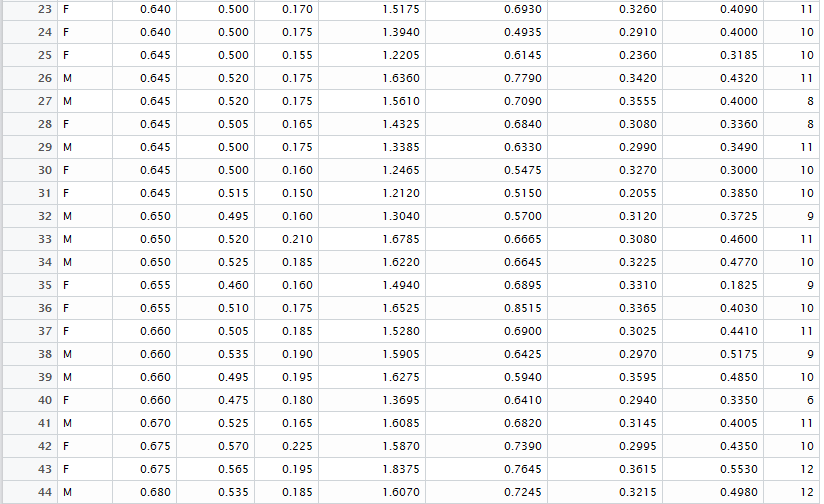 23 F 0.640 0.500 0.170 1.5175 0.6930 0.3260 0.4090 11
24 F 0.640 0.500 0.175 1.3940 0.4935 0.2910 0.4000 10
25 F 0.645 0.500 0.155 1.2205 0.6145 0.2360 0.3185 10
26 M 0.645 0.520 0.175 1.6360 0.7790 0.3420 0.4320 11
27 M 0.645 0.520 0.175 1.5610 0.7090 0.3555 0.4000 8
28 F 0.645 0.505 0.165 1.4325 0.6840 0.3080 0.3360 8
29 M 0.645 0.500 0.175 1.3385 0.6330 0.2990 0.3490 11
30 F 0.645 0.500 0.160 1.2465 0.5475 0.3270 0.3000 10
31 F 0.645 0.515 0.150 1.2120 0.5150 0.2055 0.3850 10
32 M 0.650 0.495 0.160 1.3040 0.5700 0.3120 0.3725 9
33 M 0.650 0.520 0.210 1.6785 0.6665 0.3080 0.4600 11
34 M 0.650 0.525 0.185 1.6220 0.6645 0.3225 0.4770 10
35 F 0.655 0.460 0.160 1.4940 0.6895 0.3310 0.1825 9
36 F 0.655 0.510 0.175 1.6525 0.8515 0.3365 0.4030 10
37 F 0.660 0.505 0.185 1.5280 0.6900 0.3025 0.4410 11
38 M 0.660 0.535 0.190 1.5905 0.6425 0.2970 0.5175 9
39 M 0.660 0.495 0.195 1.6275 0.5940 0.3595 0.4850 10
40 F 0.660 0.475 0.180 1.3695 0.6410 0.2940 0.3350 6
41 M 0.670 0.525 0.165 1.6085 0.6820 0.3145 0.4005 11
42 F 0.675 0.570 0.225 1.5870 0.7390 0.2995 0.4350 10
43 F 0.675 0.565 0.195 1.8375 0.7645 0.3615 0.5530 12
44 M 0.680 0.535 0.185 1.6070 0.7245 0.3215 0.4980 12